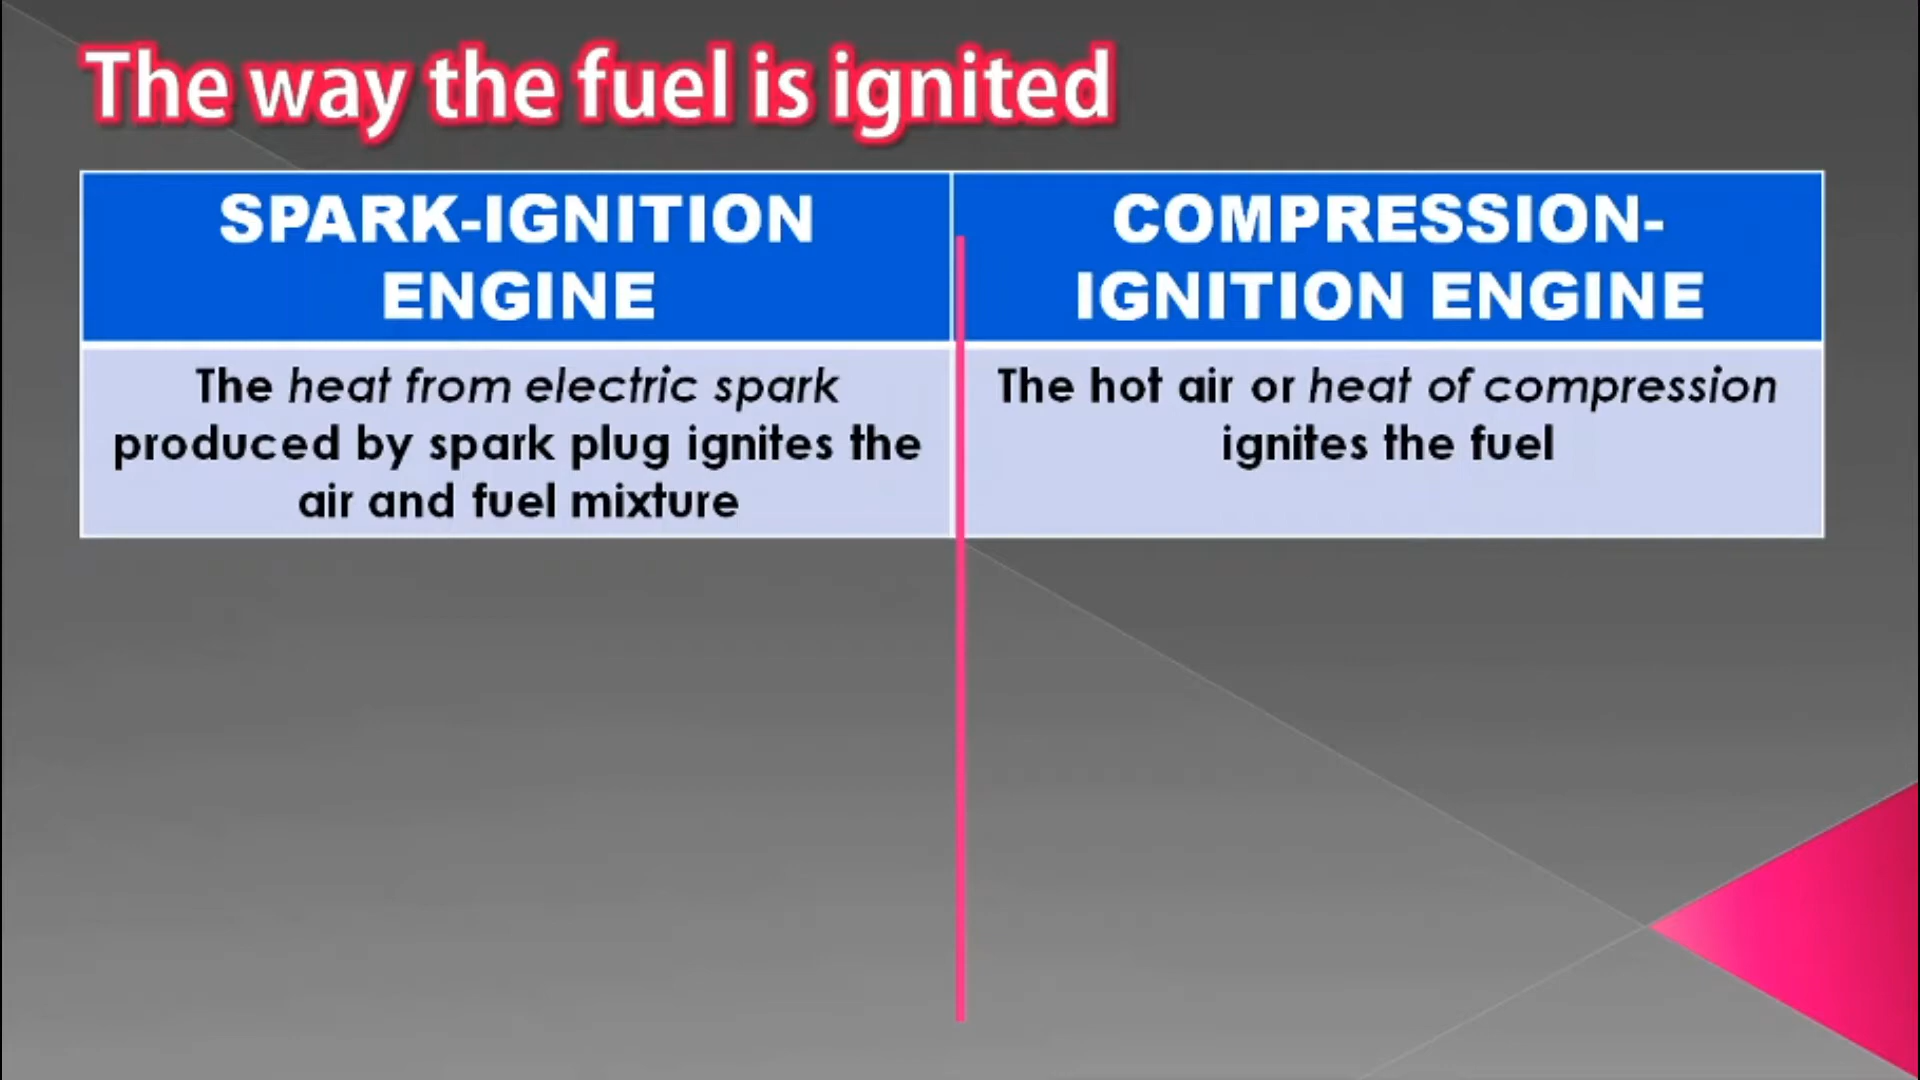 The way the fuel is ignited
SPARK-IGNITION
ENGINE
The heat from electric spark
produced by spark plug ignites the
air and fuel mixture
COMPRESSION-
IGNITION ENGINE
The hot air or heat of compression
ignites the fuel